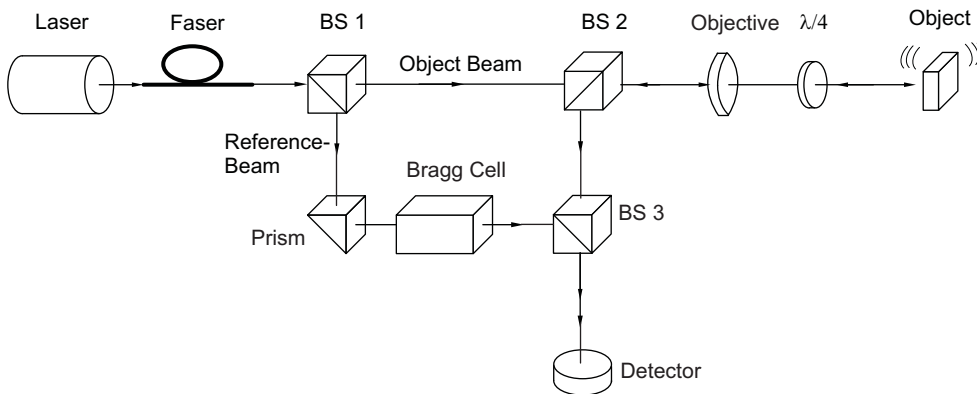 Laser
Faser
BS 1
BS 2
Objective
λ/4
Object
Object Beam
Reference-
Beam
Bragg Cell
Prism
BS 3
Detector